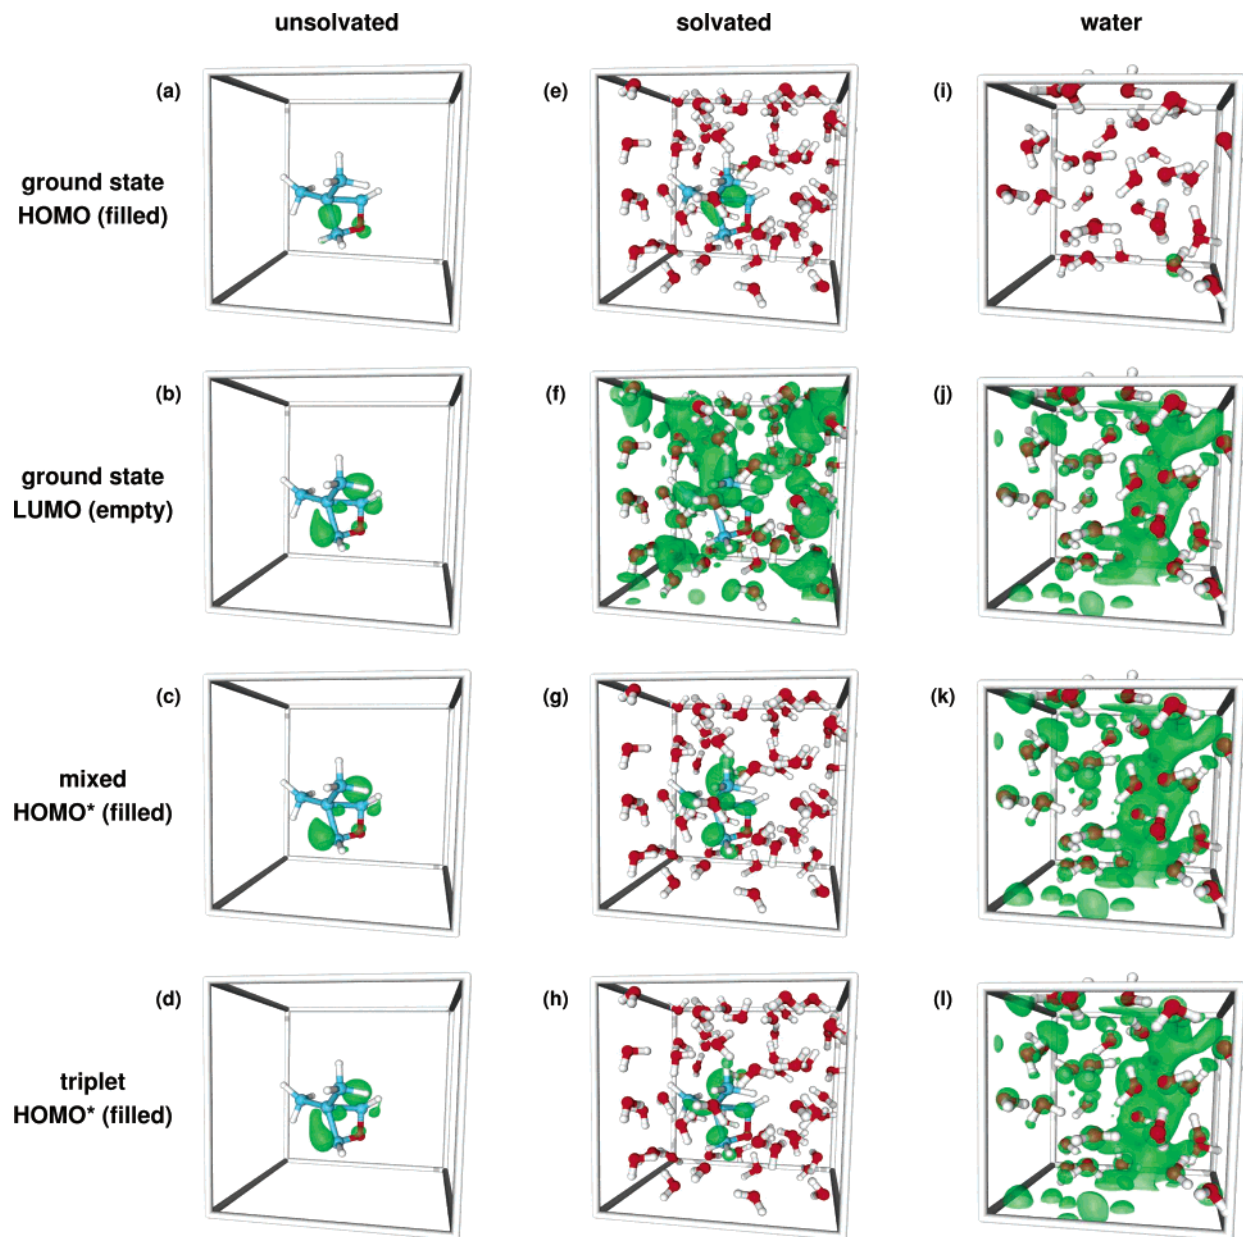 unsolvated solvated water
(a) (e) (i)
ground state
HOMO (filled)
(b) (f) (j)
ground state
LUMO (empty)
(c) (g) (k)
mixed
HOMO* (filled)
(d) (h) (l)
triplet
HOMO* (filled)